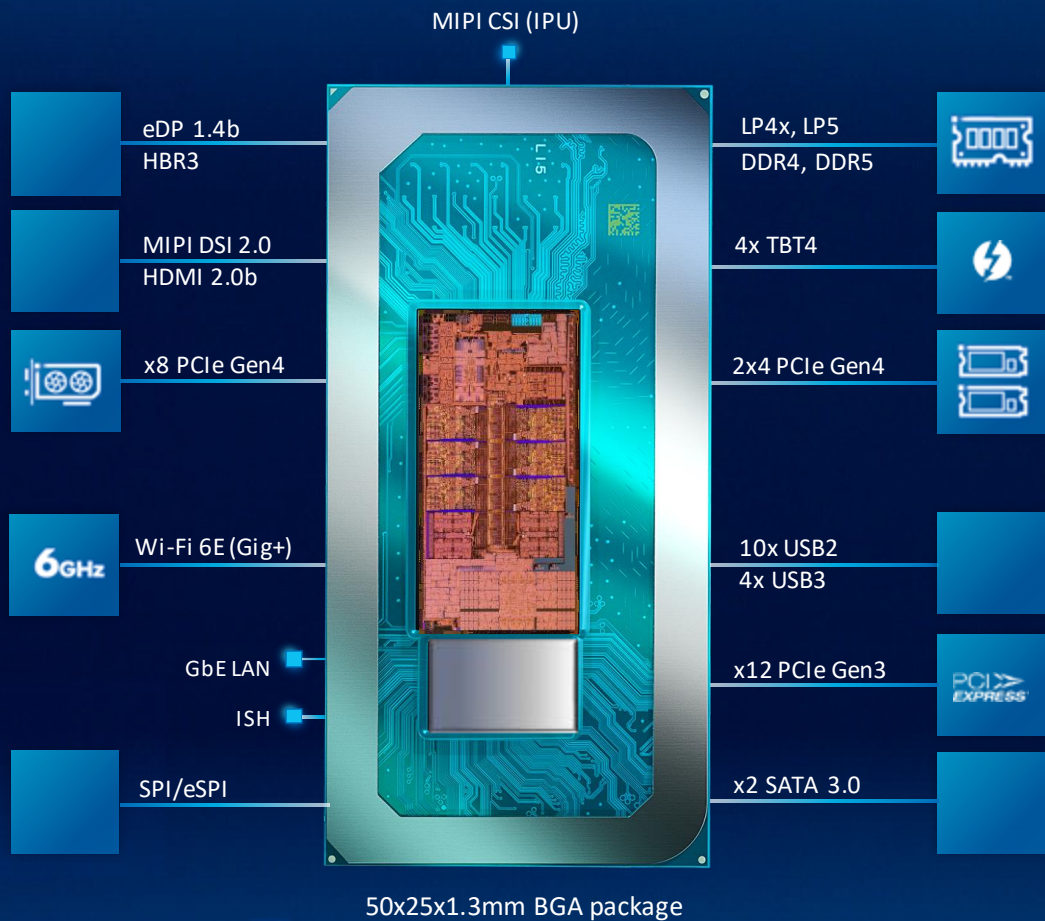 MIPI CSI (IPU)
eDP 1.4b
HBR3
LP4x, LP5
DDR4, DDR5
LI5
MIPI DSI 2.0
HDMI 2.0b
4x TBT4
x8 PCIe Gen4
2x4 PCIe Gen4
6GHz
Wi-Fi 6E (Gig+)
10x USB2
4x USB3
GbE LAN
x12 PCIe Gen3
PCI
EXPRESS
ISH
SPI/eSPI
x2 SATA 3.0
50x25x1.3mm BGA package